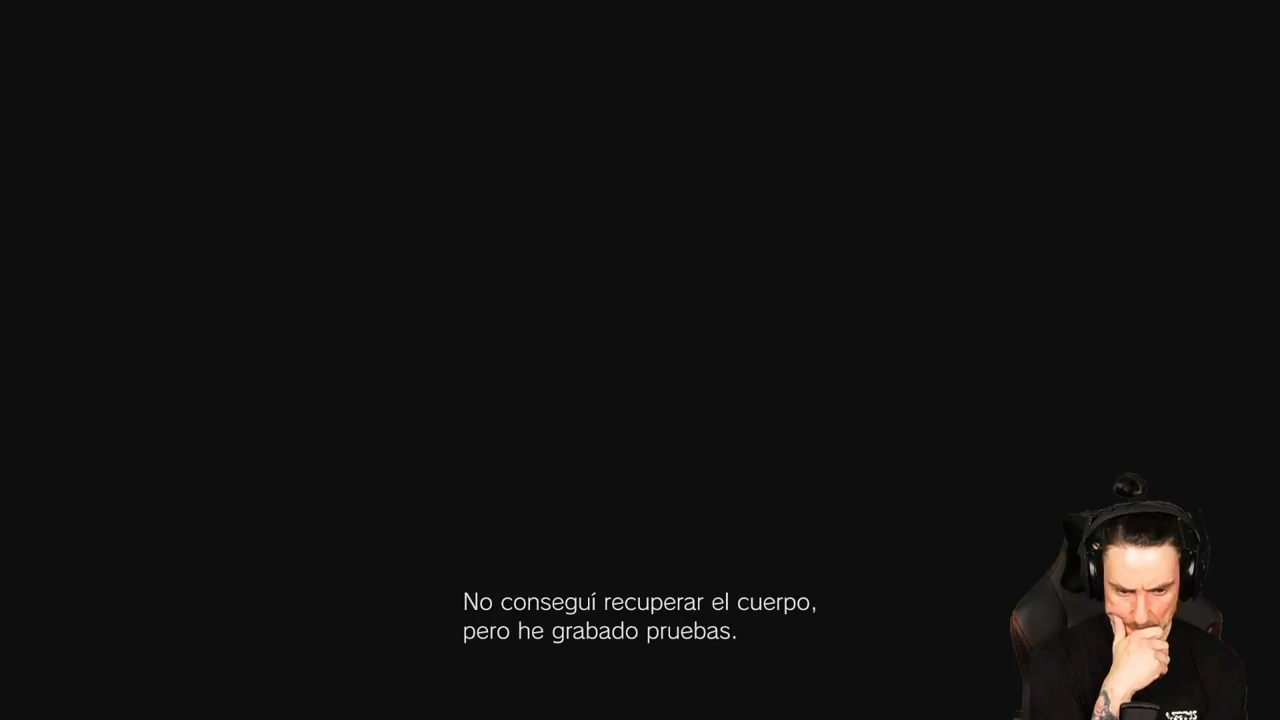 No conseguí recuperar el cuerpo,
pero he grabado pruebas.